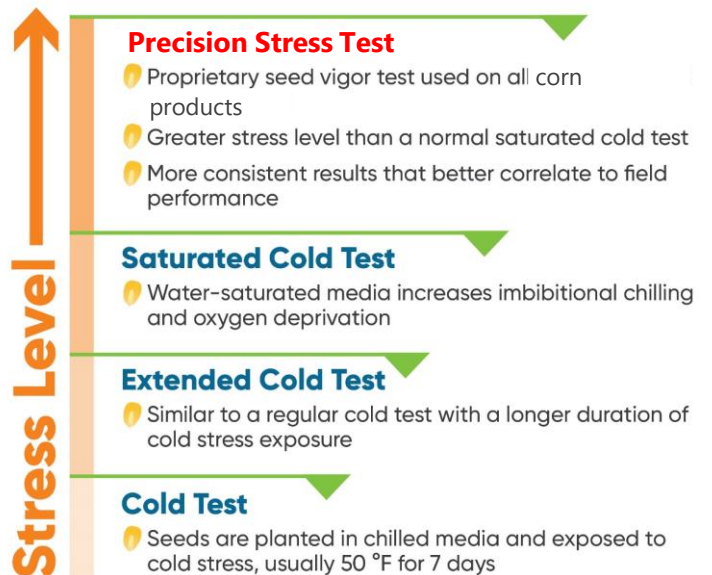 Precision Stress Test
Proprietary seed vigor test used on all corn
products
Greater stress level than a normal saturated cold test
More consistent results that better correlate to field
performance
Saturated Cold Test
Water-saturated media increases imbibitional chilling
and oxygen deprivation
Extended Cold Test
Similar to a regular cold test with a longer duration of
cold stress exposure
Cold Test
Seeds are planted in chilled media and exposed to
cold stress, usually 50 °F for 7 days
Stress Level